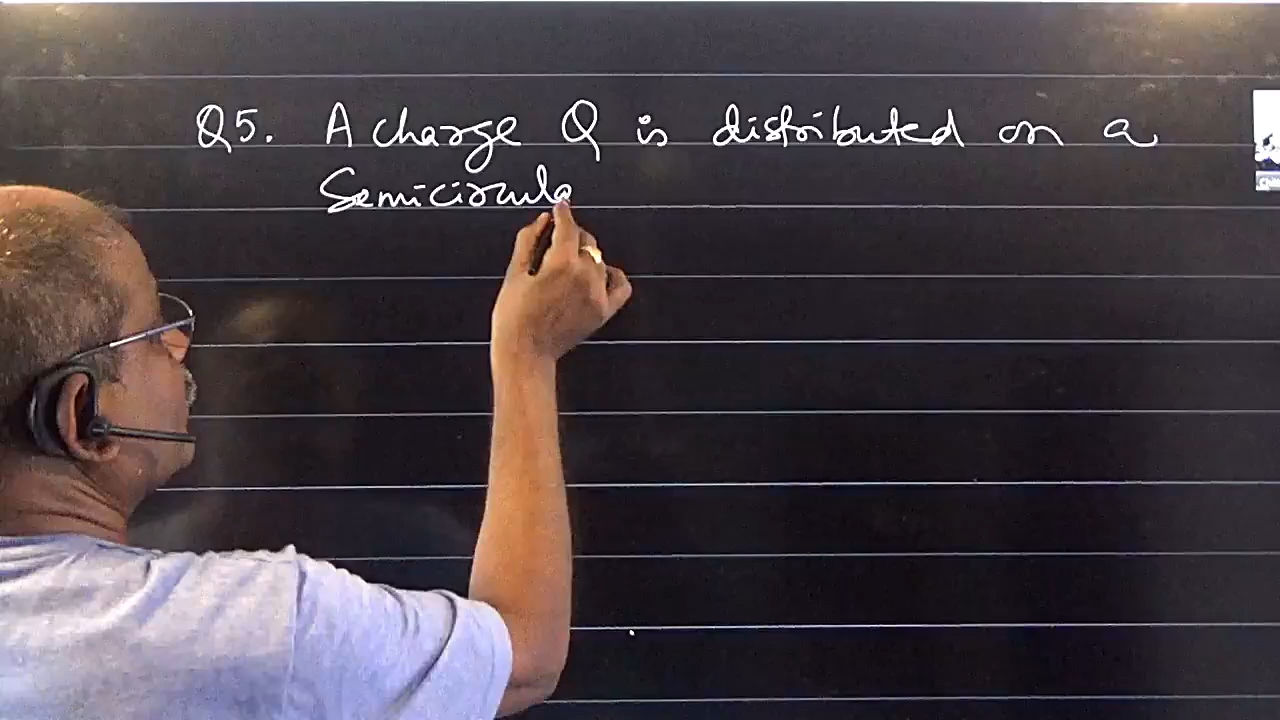 Q5. A charge Q is distributed on a
Semicircula